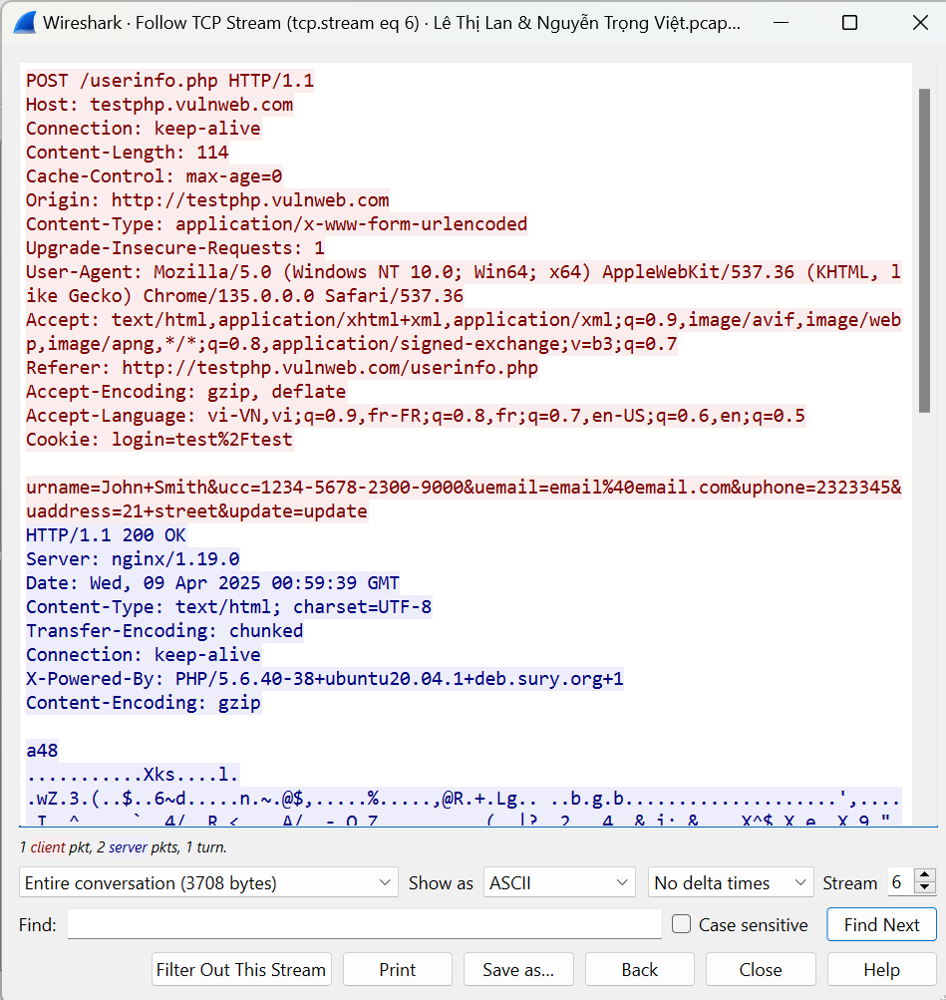 Wireshark · Follow TCP Stream (tcp.stream eq 6) · Lê Thị Lan & Nguyễn Trọng Việt.pcap...
POST /userinfo.php HTTP/1.1
Host: testphp.vulnweb.com
Connection: keep-alive
Content-Length: 114
Cache-Control: max-age=0
Origin: http://testphp.vulnweb.com
Content-Type: application/x-www-form-urlencoded
Upgrade-Insecure-Requests: 1
User-Agent: Mozilla/5.0 (Windows NT 10.0; Win64; x64) AppleWebKit/537.36 (KHTML, l
ike Gecko) Chrome/135.0.0.0 Safari/537.36
Accept: text/html,application/xhtml+xml,application/xml;q=0.9,image/avif,image/web
p,image/apng,*/*;q=0.8,application/signed-exchange;v=b3;q=0.7
Referer: http://testphp.vulnweb.com/userinfo.php
Accept-Encoding: gzip, deflate
Accept-Language: vi-VN,vi;q=0.9,fr-FR;q=0.8,fr;q=0.7,en-US;q=0.6,en;q=0.5
Cookie: login=test%2Ftest
urname=John+Smith&ucc=1234-5678-2300-9000&uemail=email%40email.com&uphone=2323345&
uaddress=21+street&update=update
HTTP/1.1 200 OK
Server: nginx/1.19.0
Date: Wed, 09 Apr 2025 00:59:39 GMT
Content-Type: text/html; charset=UTF-8
Transfer-Encoding: chunked
Connection: keep-alive
X-Powered-By: PHP/5.6.40-38+ubuntu20.04.1+deb.sury.org+1
Content-Encoding: gzip
a48
...........Xks....l.
.wZ.3.(..$..6~d.....n.~.@$,.....%.....,@R.+.Lg.. ..b.g.b....................',....
1 client pkt, 2 server pkts, 1 turn.
Entire conversation (3708 bytes) Show as ASCII No delta times Stream 6
Find: Case sensitive Find Next
Filter Out This Stream Print Save as... Back Close Help